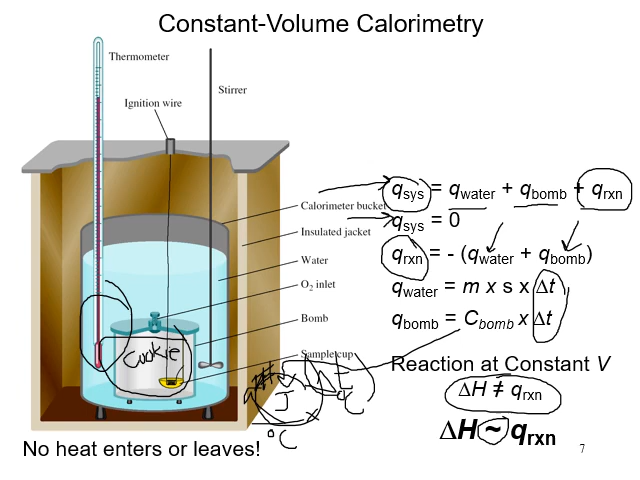 Constant-Volume Calorimetry
Thermometer
Stirrer
Ignition wire
Calorimeter bucket
Insulated jacket
Water
O₂ inlet
Bomb
Sample cup
Cookie
J
°C
°C
qsys = qwater + qbomb + qrxn
qsys = 0
qrxn = - (qwater + qbomb)
qwater = m x s x Δt
qbomb = Cbomb x Δt
Reaction at Constant V
ΔH ≠ qrxn
ΔH ~ qrxn
No heat enters or leaves!
7